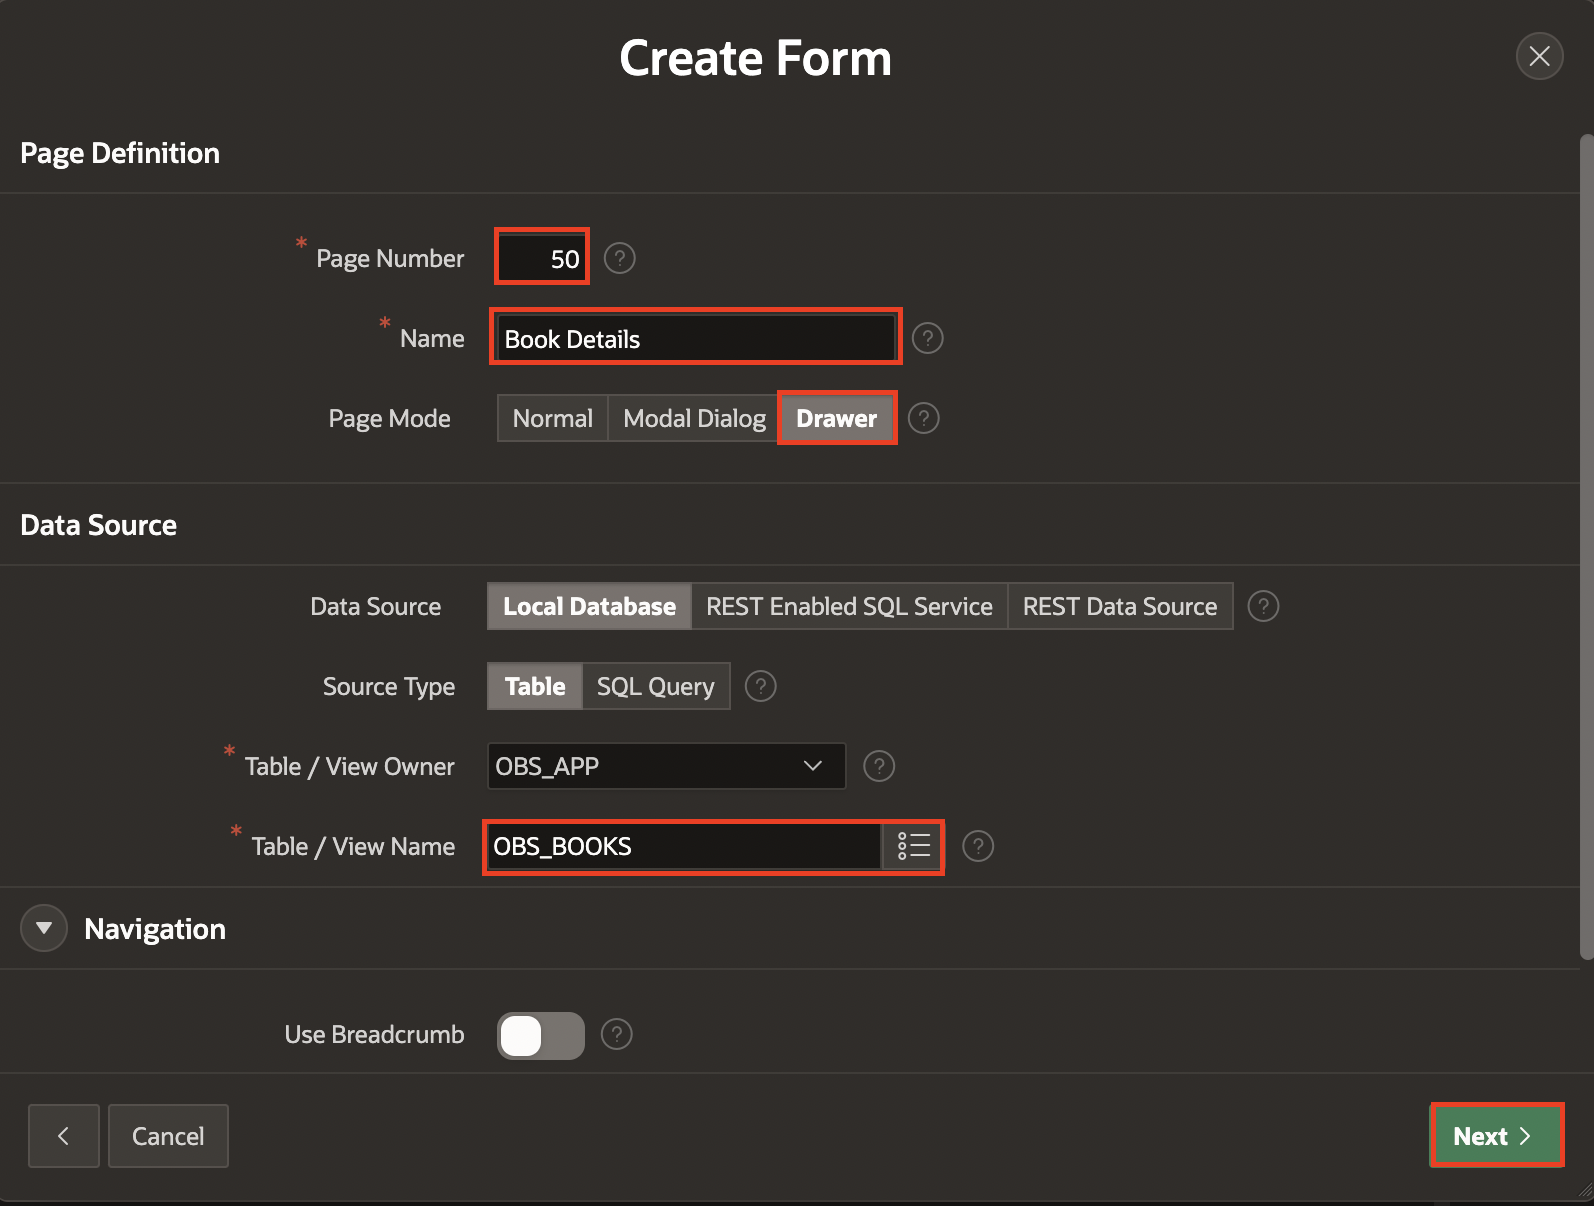 Create Form
Page Definition
* Page Number 50 ?
* Name Book Details ?
Page Mode Normal Modal Dialog Drawer ?
Data Source
Data Source Local Database REST Enabled SQL Service REST Data Source ?
Source Type Table SQL Query ?
* Table / View Owner OBS_APP ?
* Table / View Name OBS_BOOKS ?
Navigation
Use Breadcrumb ?
Cancel Next